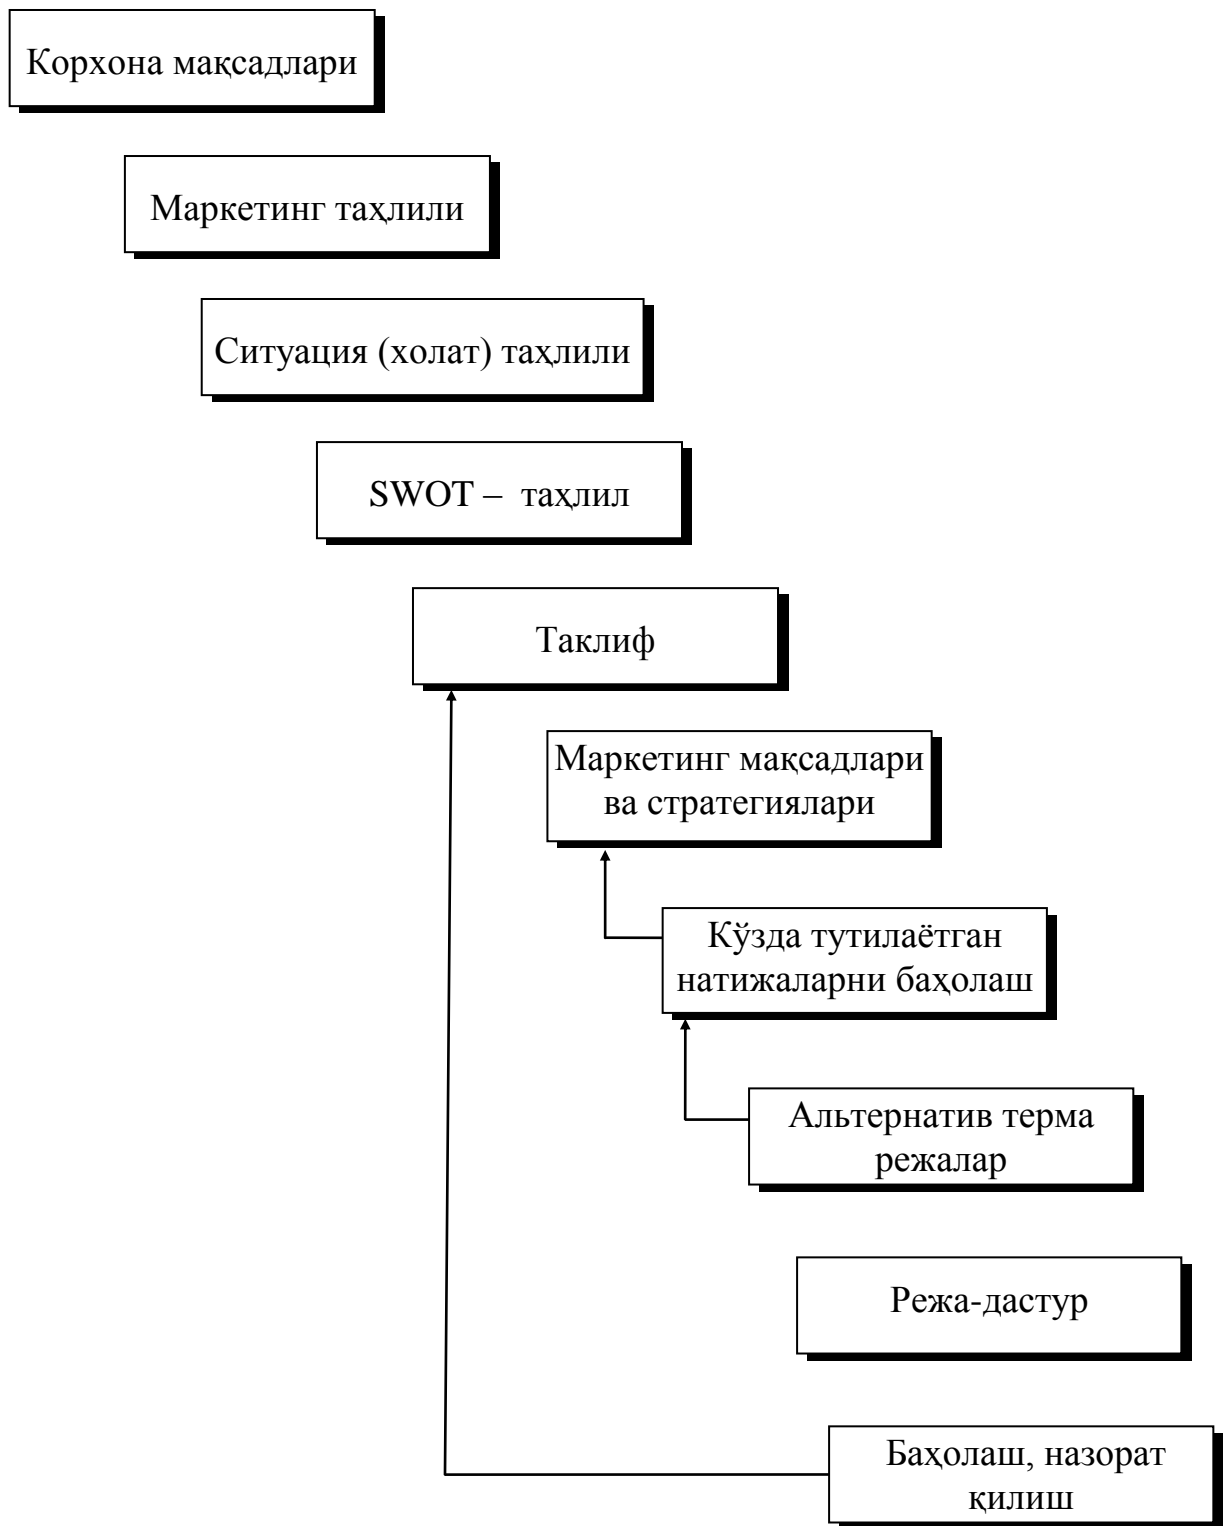 Корхона мақсадлари
Маркетинг таҳлили
Ситуация (холат) таҳлили
SWOT – таҳлил
Таклиф
Маркетинг мақсадлари
ва стратегиялари
Кўзда тутилаётган
натижаларни баҳолаш
Альтернатив терма
режалар
Режа-дастур
Баҳолаш, назорат
қилиш